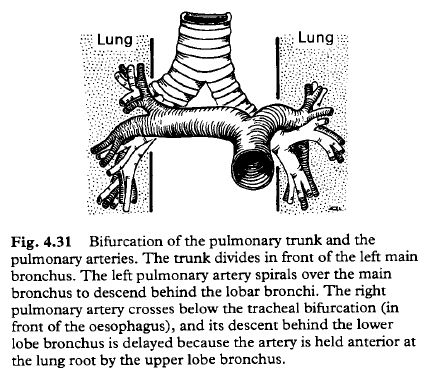 Lung
Lung
Fig. 4.31 Bifurcation of the pulmonary trunk and the
pulmonary arteries. The trunk divides in front of the left main
bronchus. The left pulmonary artery spirals over the main
bronchus to descend behind the lobar bronchi. The right
pulmonary artery crosses below the tracheal bifurcation (in
front of the oesophagus), and its descent behind the lower
lobe bronchus is delayed because the artery is held anterior at
the lung root by the upper lobe bronchus.